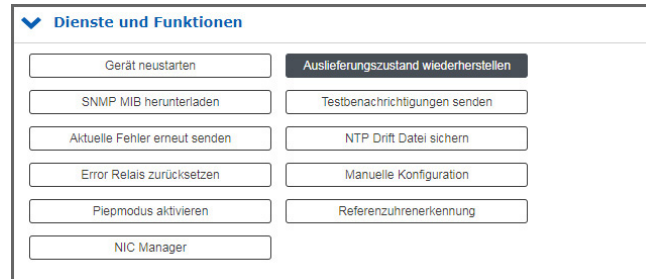 Dienste und Funktionen
Gerät neustarten
Auslieferungszustand wiederherstellen
SNMP MIB herunterladen
Testbenachrichtigungen senden
Aktuelle Fehler erneut senden
NTP Drift Datei sichern
Error Relais zurücksetzen
Manuelle Konfiguration
Piepmodus aktivieren
Referenzuhrenerkennung
NIC Manager